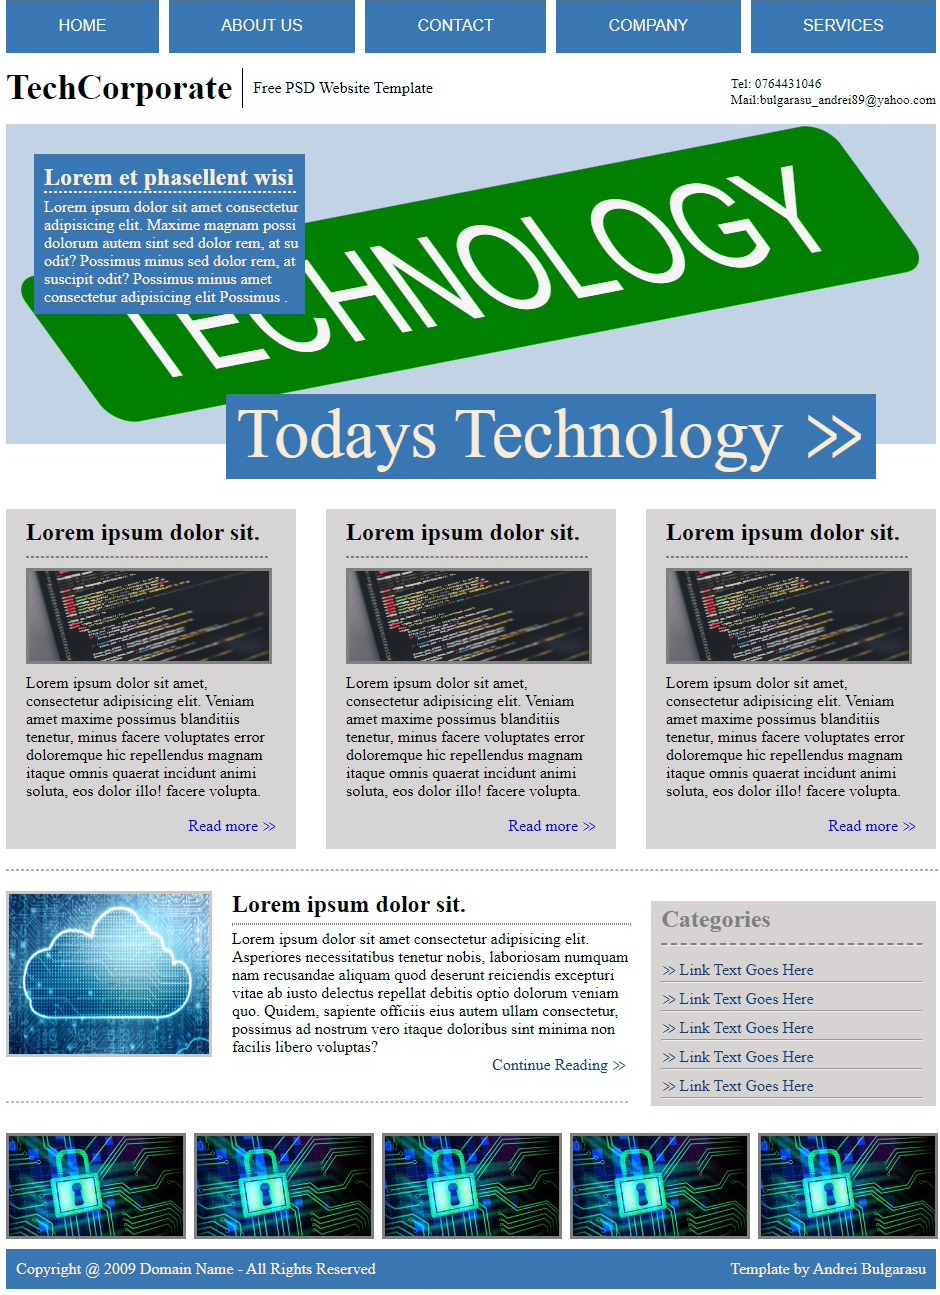 HOME
ABOUT US
CONTACT
COMPANY
SERVICES
TechCorporate
Free PSD Website Template
Tel: 0764431046
Mail:bulgarasu_andrei89@yahoo.com
Lorem et phasellent wisi
Lorem ipsum dolor sit amet consectetur
adipisicing elit. Maxime magnam possi
dolorum autem sint sed dolor rem, at su
odit? Possimus minus sed dolor rem, at
suscipit odit? Possimus minus amet
consectetur adipisicing elit Possimus .
TECHNOLOGY
Todays Technology >>
Lorem ipsum dolor sit.
Lorem ipsum dolor sit amet,
consectetur adipisicing elit. Veniam
amet maxime possimus blanditiis
tenetur, minus facere voluptates error
doloremque hic repellendus magnam
itaque omnis quaerat incidunt animi
soluta, eos dolor illo! facere volupta.
Read more >>
Lorem ipsum dolor sit.
Lorem ipsum dolor sit amet,
consectetur adipisicing elit. Veniam
amet maxime possimus blanditiis
tenetur, minus facere voluptates error
doloremque hic repellendus magnam
itaque omnis quaerat incidunt animi
soluta, eos dolor illo! facere volupta.
Read more >>
Lorem ipsum dolor sit.
Lorem ipsum dolor sit amet,
consectetur adipisicing elit. Veniam
amet maxime possimus blanditiis
tenetur, minus facere voluptates error
doloremque hic repellendus magnam
itaque omnis quaerat incidunt animi
soluta, eos dolor illo! facere volupta.
Read more >>
Lorem ipsum dolor sit.
Lorem ipsum dolor sit amet consectetur adipisicing elit.
Asperiores necessitatibus tenetur nobis, laboriosam numquam
nam recusandae aliquam quod deserunt reiciendis excepturi
vitae ab iusto delectus repellat debitis optio dolorum veniam
quo. Quidem, sapiente officiis eius autem ullam consectetur,
possimus ad nostrum vero itaque doloribus sint minima non
facilis libero voluptas?
Continue Reading >>
Categories
>> Link Text Goes Here
>> Link Text Goes Here
>> Link Text Goes Here
>> Link Text Goes Here
>> Link Text Goes Here
Copyright @ 2009 Domain Name - All Rights Reserved
Template by Andrei Bulgarasu